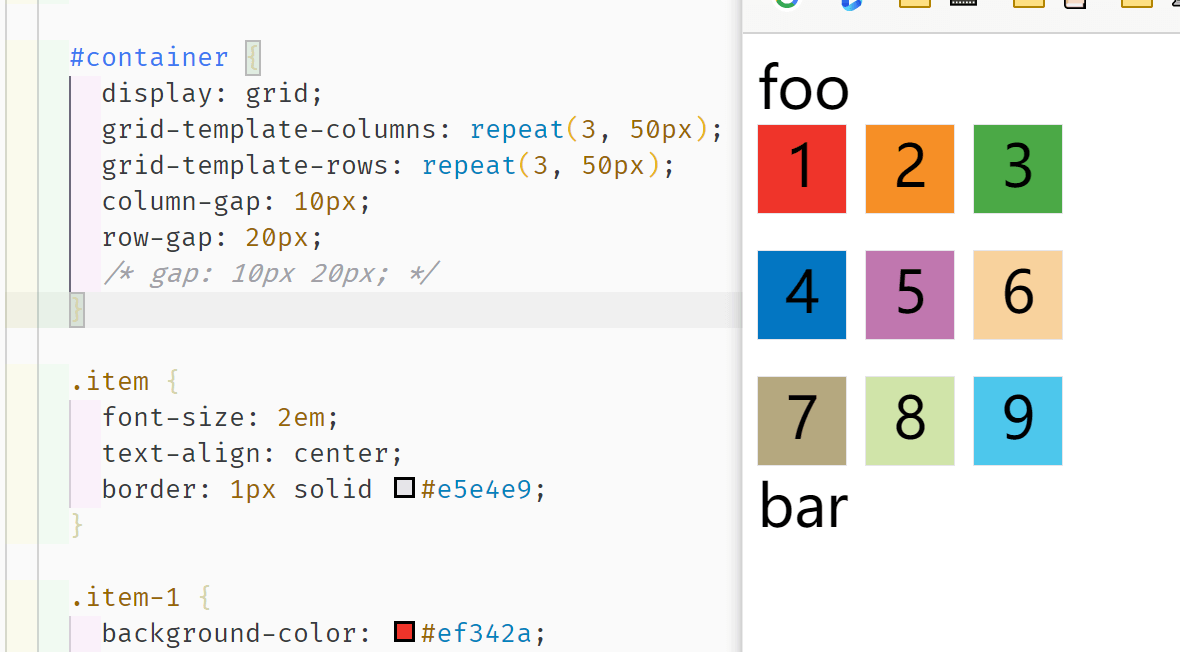 #container {
display: grid;
grid-template-columns: repeat(3, 50px);
grid-template-rows: repeat(3, 50px);
column-gap: 10px;
row-gap: 20px;
/* gap: 10px 20px; */
}
.item {
font-size: 2em;
text-align: center;
border: 1px solid #e5e4e9;
}
.item-1 {
background-color: #ef342a;
foo
1 2 3
4 5 6
7 8 9
bar